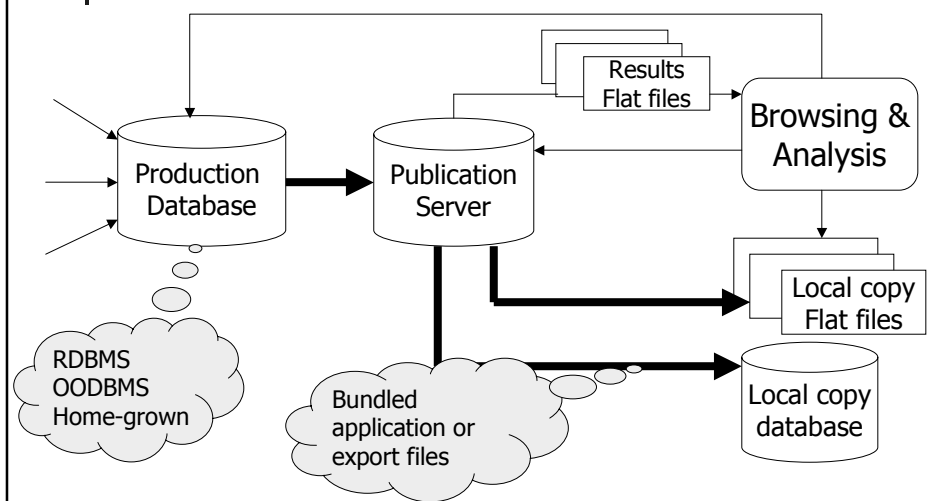 Results
Flat files
Browsing &
Analysis
Production
Database
Publication
Server
Local copy
Flat files
RDBMS
OODBMS
Home-grown
Bundled
application or
export files
Local copy
database